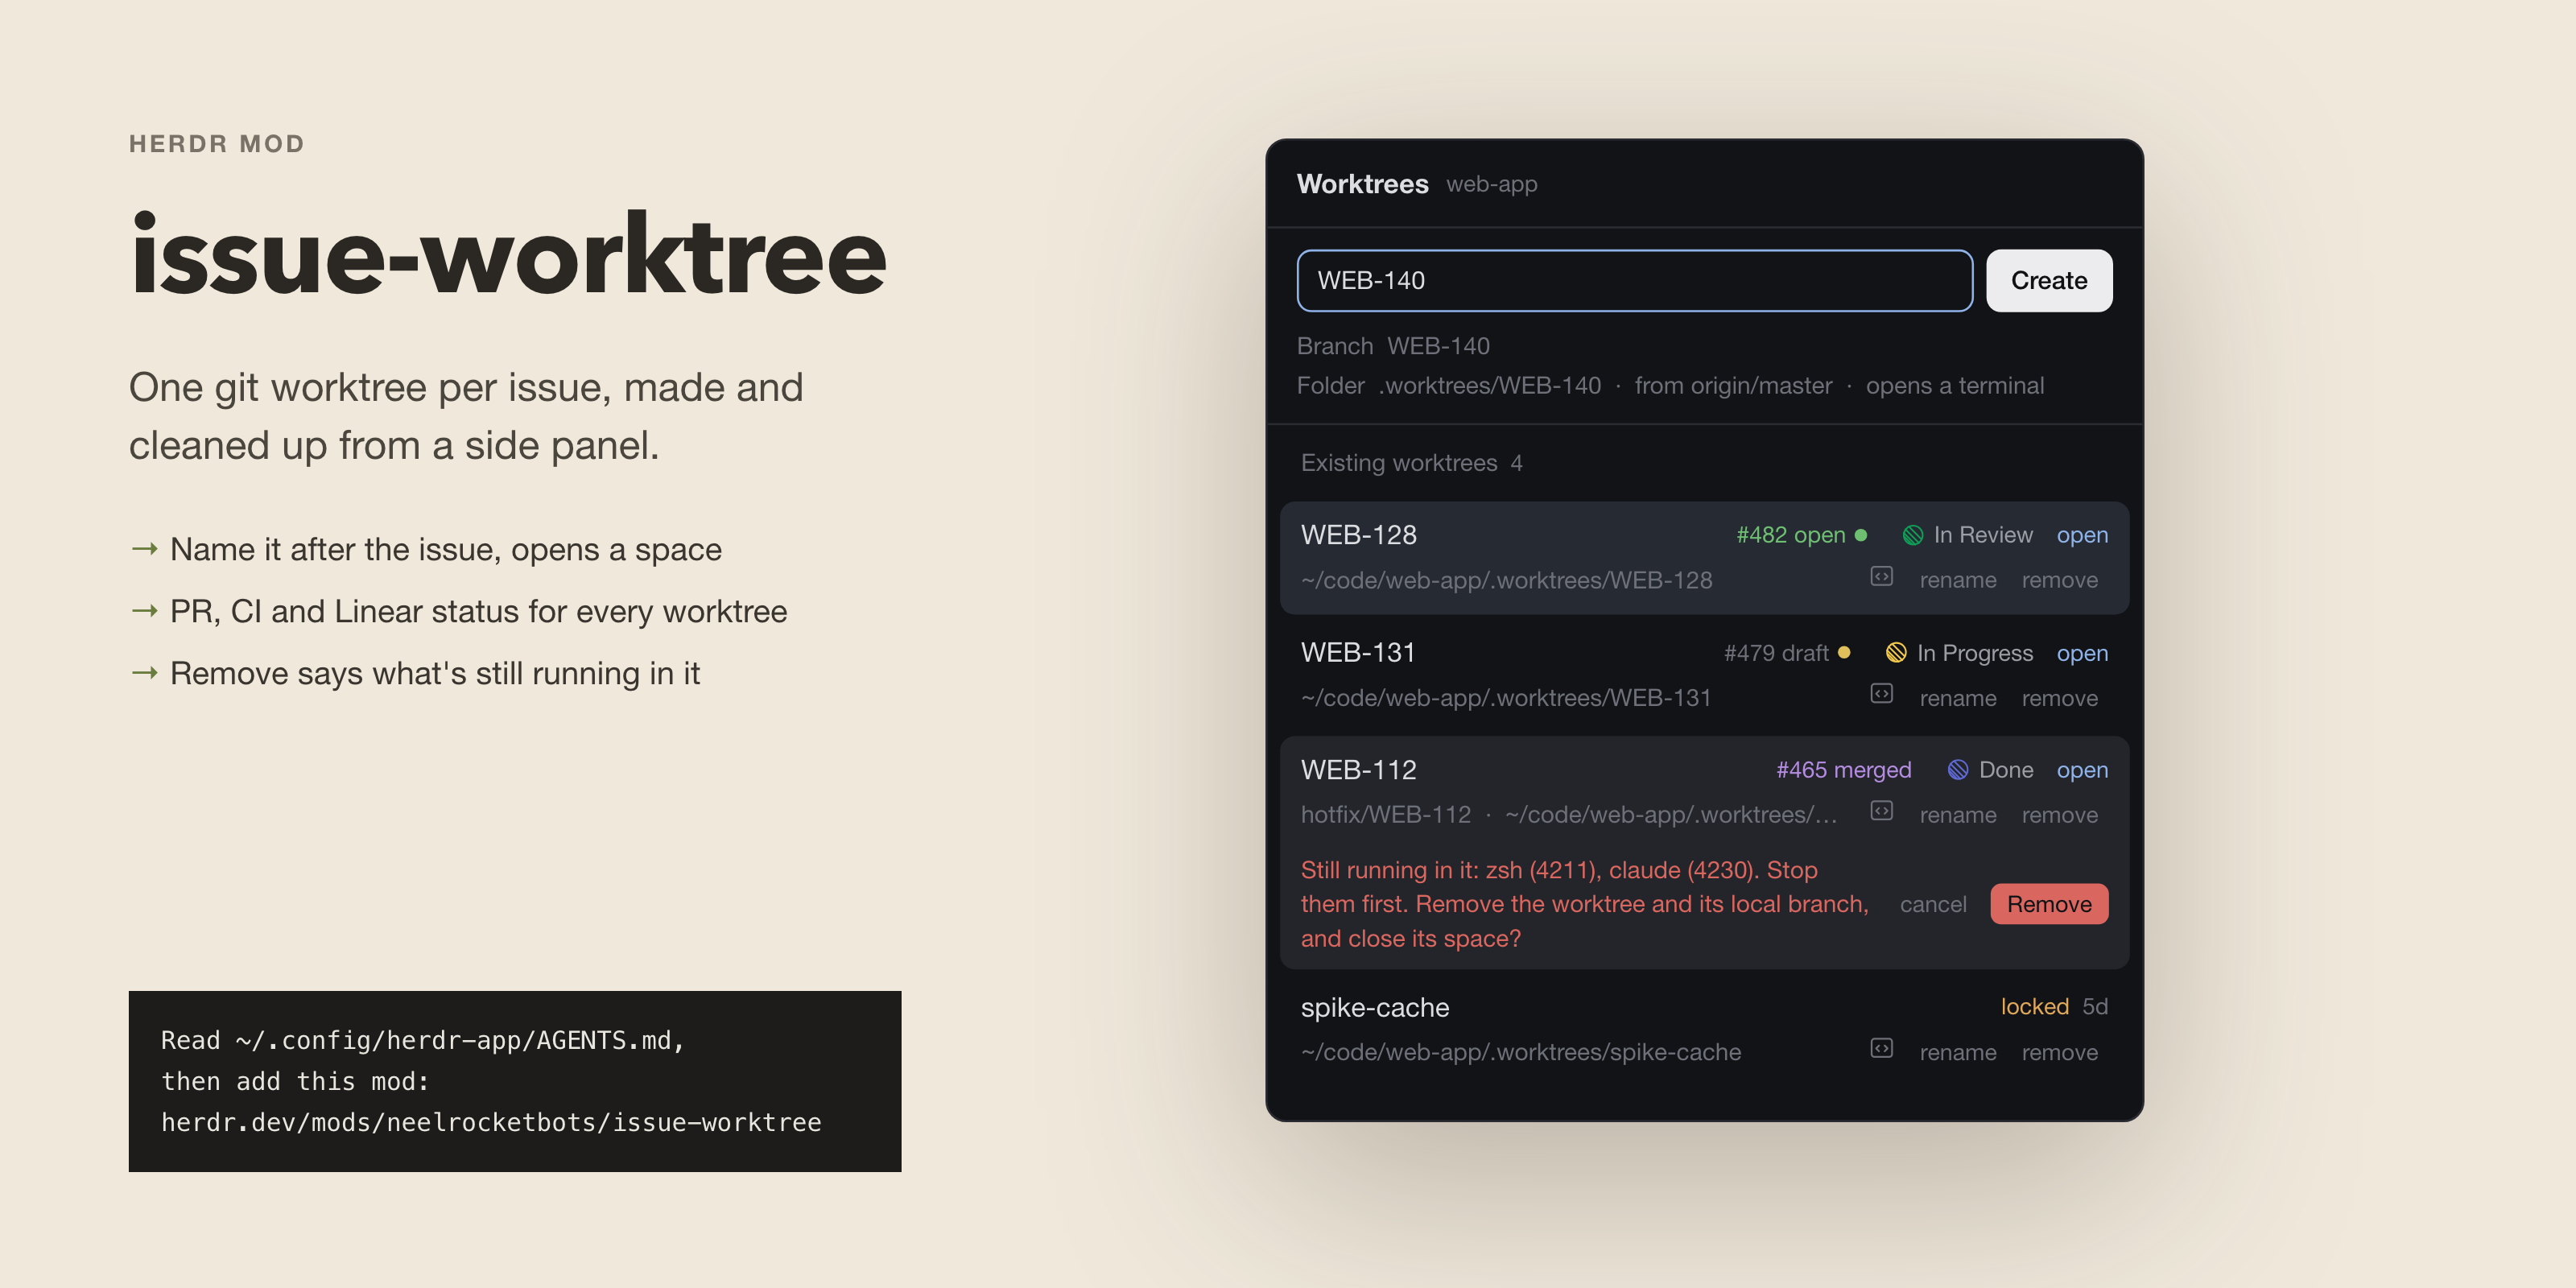 HERDR MOD
issue-worktree
One git worktree per issue, made and
cleaned up from a side panel.
→ Name it after the issue, opens a space
→ PR, CI and Linear status for every worktree
→ Remove says what's still running in it
Read ~/.config/herdr-app/AGENTS.md,
then add this mod:
herdr.dev/mods/neelrocketbots/issue-worktree
Worktrees web-app
WEB-140 Create
Branch WEB-140
Folder .worktrees/WEB-140 · from origin/master · opens a terminal
Existing worktrees 4
WEB-128 #482 open In Review open
~/code/web-app/.worktrees/WEB-128 rename remove
WEB-131 #479 draft In Progress open
~/code/web-app/.worktrees/WEB-131 rename remove
WEB-112 #465 merged Done open
hotfix/WEB-112 · ~/code/web-app/.worktrees/… rename remove
Still running in it: zsh (4211), claude (4230). Stop
them first. Remove the worktree and its local branch, cancel Remove
and close its space?
spike-cache locked 5d
~/code/web-app/.worktrees/spike-cache rename remove